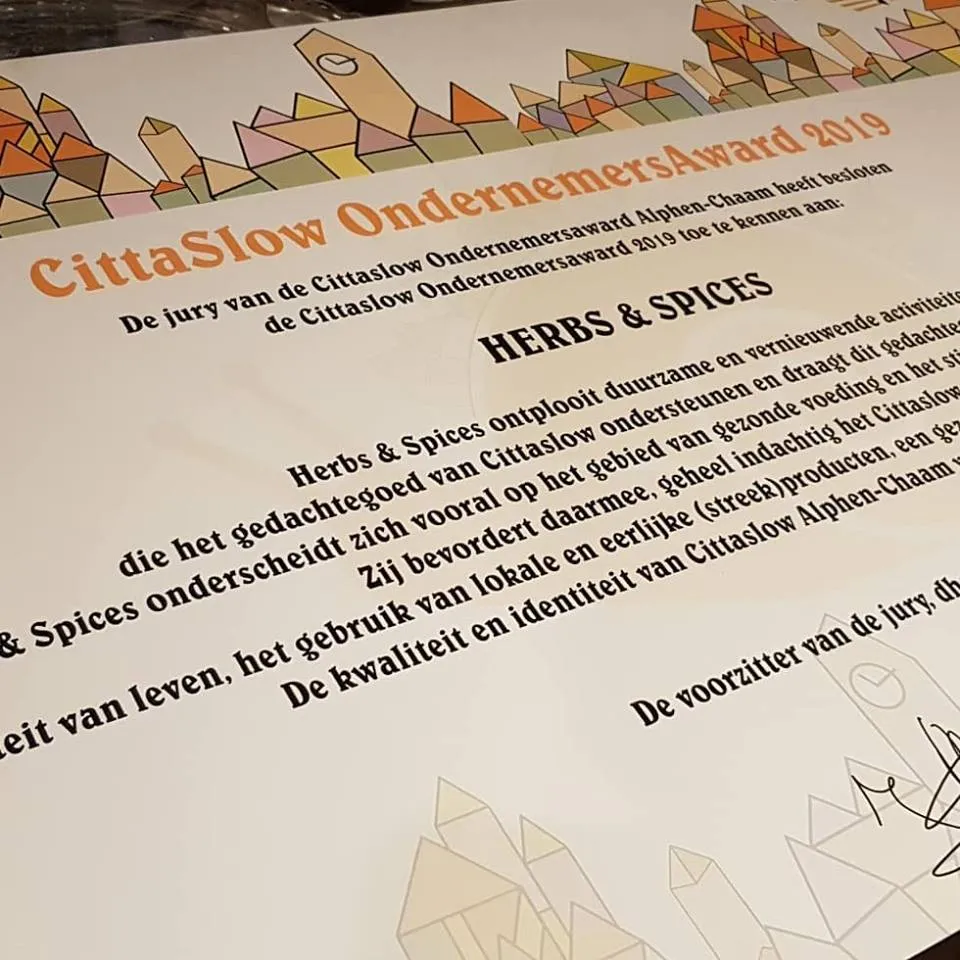 CittaSlow OndernemersAward 2019
De jury van de Cittaslow Ondernemersaward Alphen-Chaam heeft besloten
de Cittaslow Ondernemersaward 2019 toe te kennen aan:
HERBS & SPICES
Herbs & Spices ontplooit duurzame en vernieuwende
die het gedachtegoed van Cittaslow ondersteunen en draagt dit
& Spices onderscheidt zich vooral op het gebied van gezonde voeding en het
Zij bevordert daarmee, geheel indachtig het Cittaslow
van leven, het gebruik van lokale en eerlijke (streek)producten, een
De kwaliteit en identiteit van Cittaslow Alphen-Chaam
De voorzitter van de jury, dh